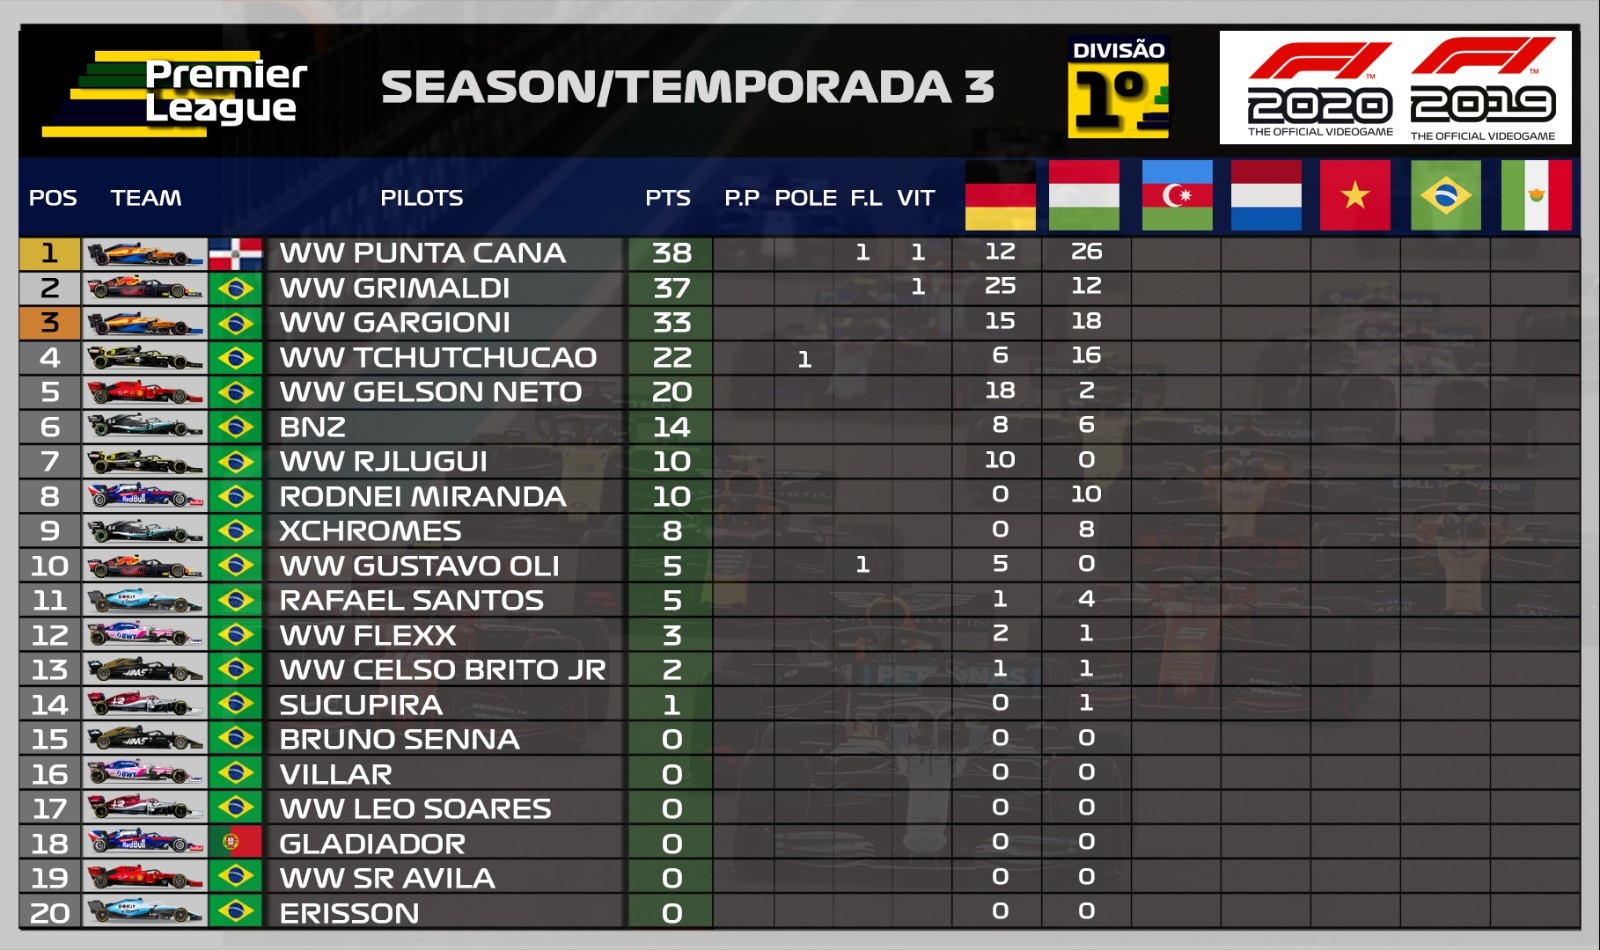 Premier
League
SEASON/TEMPORADA 3
DIVISÃO
1º
F1 2020 THE OFFICIAL VIDEOGAME
F1 2019 THE OFFICIAL VIDEOGAME
POS TEAM PILOTS PTS P.P POLE F.L VIT
1 WW PUNTA CANA 38 1 1 12 26
2 WW GRIMALDI 37 1 25 12
3 WW GARGIONI 33 15 18
4 WW TCHUTCHUCAO 22 1 6 16
5 WW GELSON NETO 20 18 2
6 BNZ 14 8 6
7 WW RJLUGUI 10 10 0
8 RODNEI MIRANDA 10 0 10
9 XCHROMES 8 0 8
10 WW GUSTAVO OLI 5 1 5 0
11 RAFAEL SANTOS 5 1 4
12 WW FLEXX 3 2 1
13 WW CELSO BRITO JR 2 1 1
14 SUCUPIRA 1 0 1
15 BRUNO SENNA 0 0 0
16 VILLAR 0 0 0
17 WW LEO SOARES 0 0 0
18 GLADIADOR 0 0 0
19 WW SR AVILA 0 0 0
20 ERISSON 0 0 0